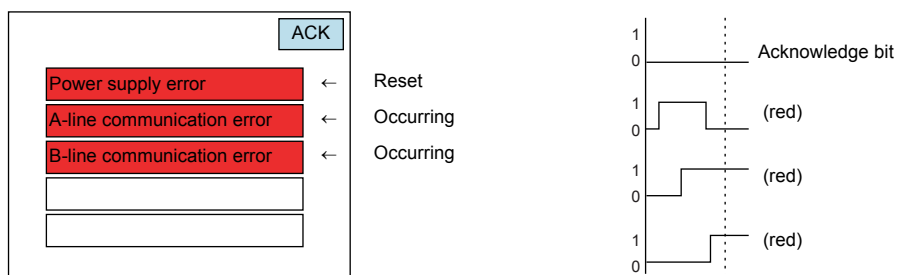 ACK
Power supply error ← Reset
A-line communication error ← Occurring
B-line communication error ← Occurring
1
0
Acknowledge bit
1
0
(red)
1
0
(red)
1
0
(red)